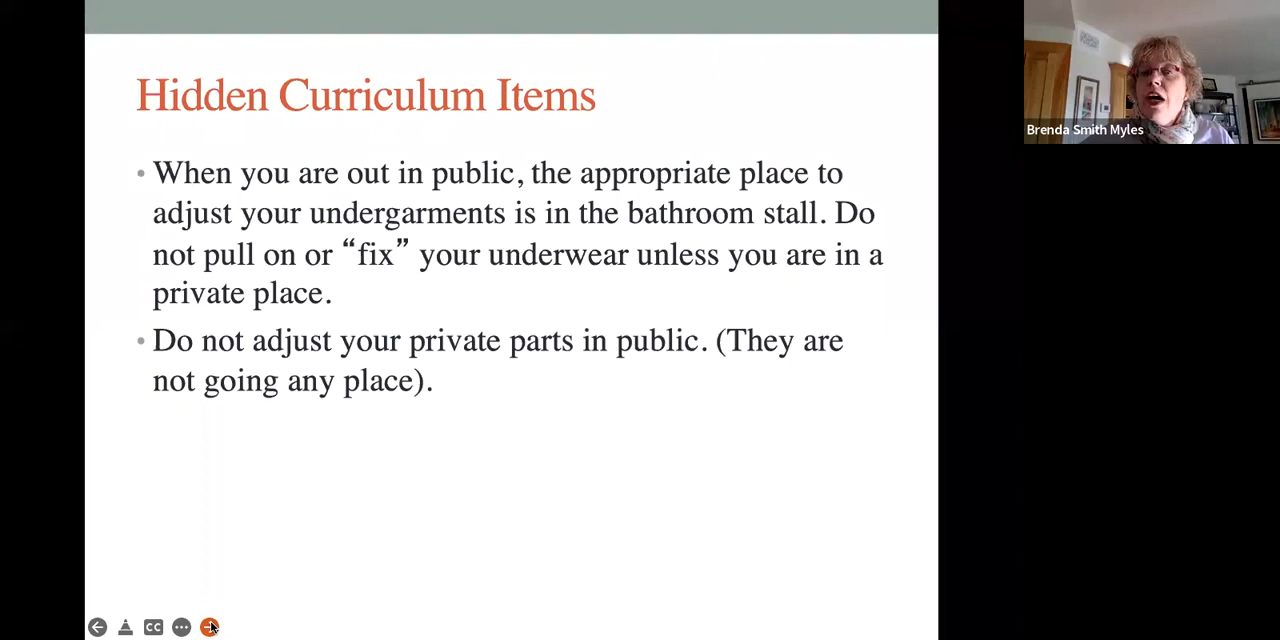 Hidden Curriculum Items
• When you are out in public, the appropriate place to
adjust your undergarments is in the bathroom stall. Do
not pull on or “fix” your underwear unless you are in a
private place.
• Do not adjust your private parts in public. (They are
not going any place).
Brenda Smith Myles
CC